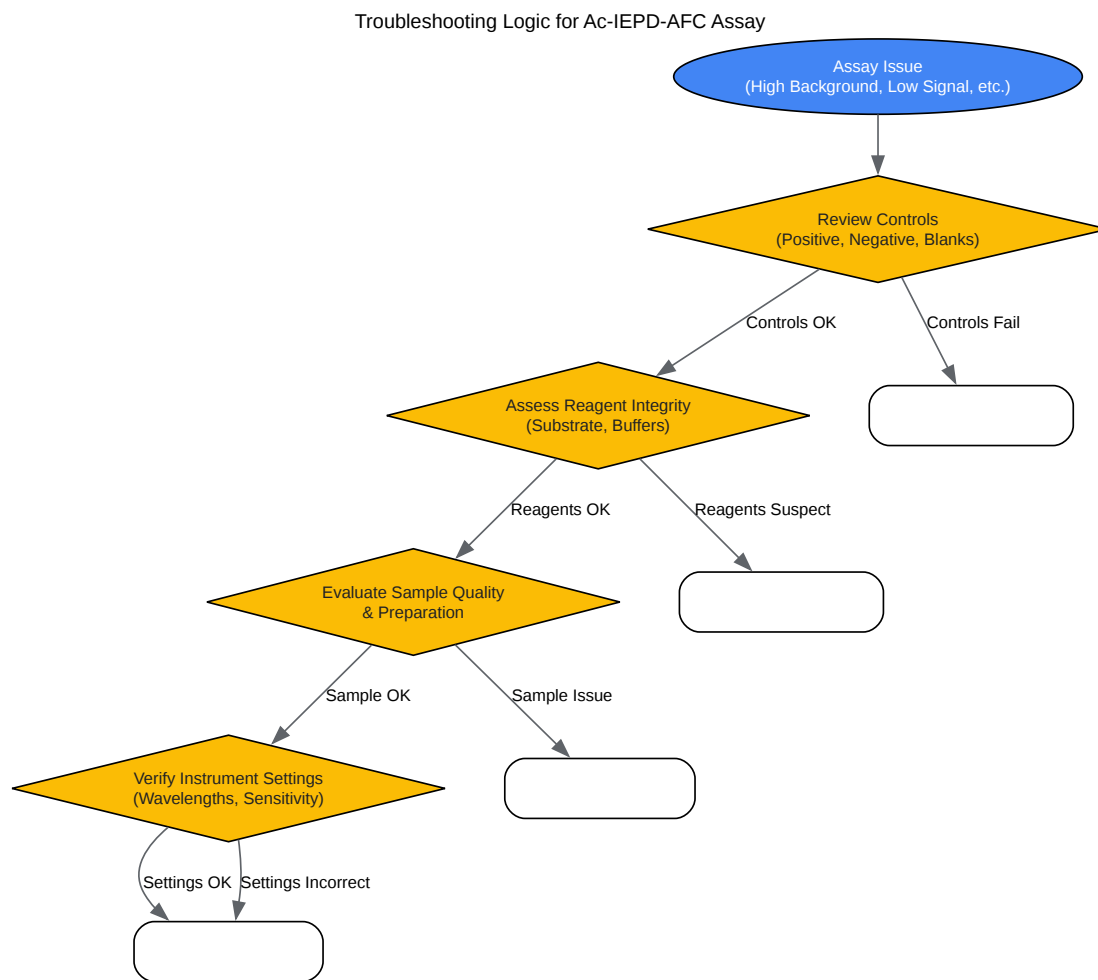 Troubleshooting Logic for Ac-IEPD-AFC Assay
Assay Issue
(High Background, Low Signal, etc.)
Review Controls
(Positive, Negative, Blanks)
Controls OK
Controls Fail
Assess Reagent Integrity
(Substrate, Buffers)
Reagents OK
Reagents Suspect
Evaluate Sample Quality
& Preparation
Sample OK
Sample Issue
Verify Instrument Settings
(Wavelengths, Sensitivity)
Settings OK
Settings Incorrect